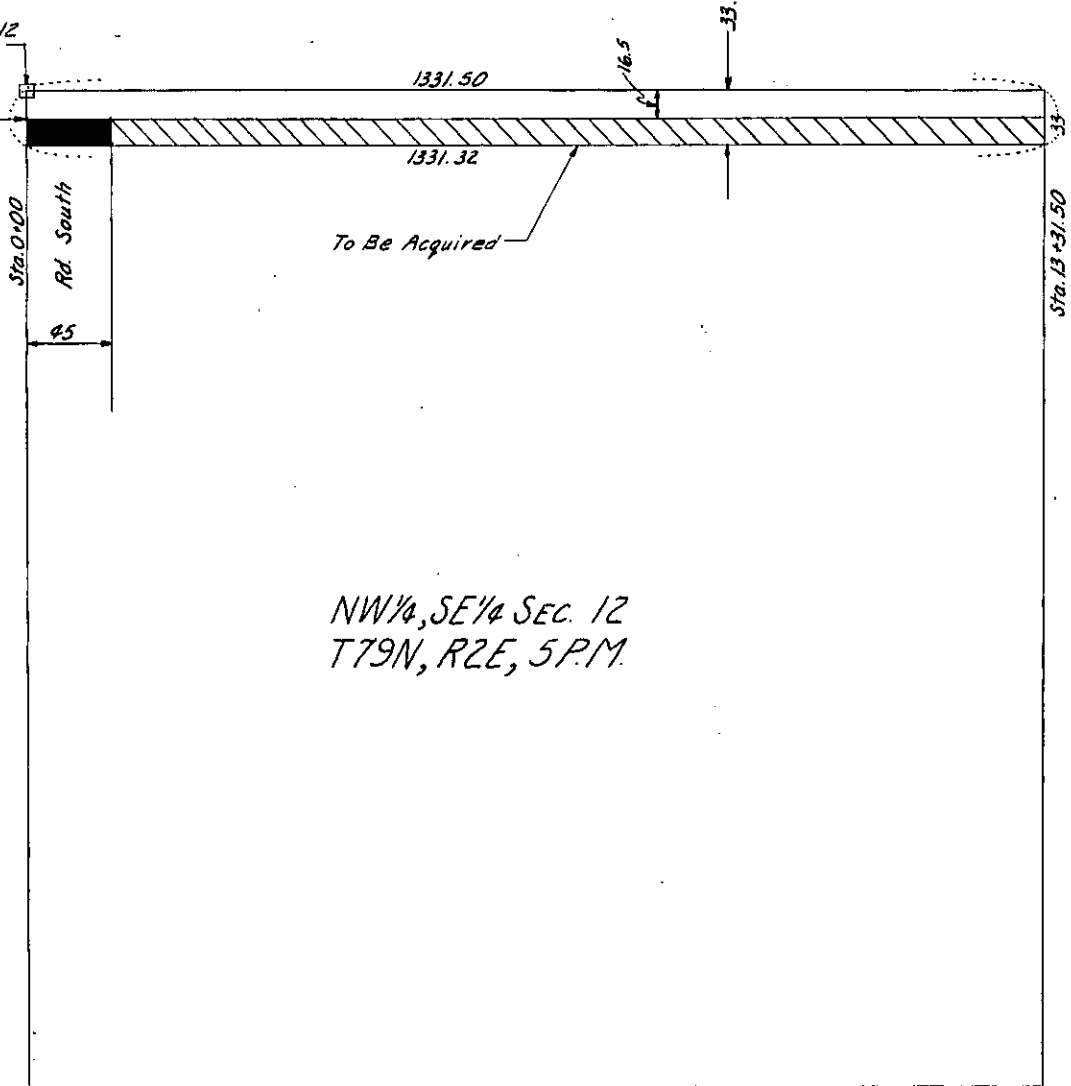 12
33.
1331.50
16.5
33
1331.32
Sta. 0+00
Rd. South
To Be Acquired
Sta. 13+31.50
45
NW¼, SE¼ SEC. 12
T79N, R2E, 5 P.M.